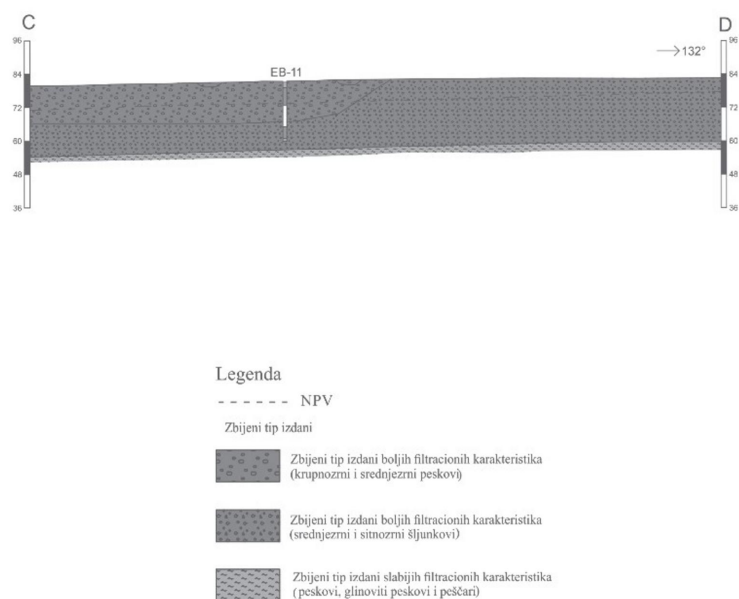 C
D
96
84
72
60
48
36
EB-11
→132°
96
84
72
60
48
36
Legenda
NPV
Zbijeni tip izdani
Zbijeni tip izdani boljih filtracionih karakteristika
(krupnozrni i srednjezrni peskovi)
Zbijeni tip izdani boljih filtracionih karakteristika
(srednjezrni i sitnozrni šljunkovi)
Zbijeni tip izdani slabijih filtracionih karakteristika
(peskovi, glinoviti peskovi i peščari)